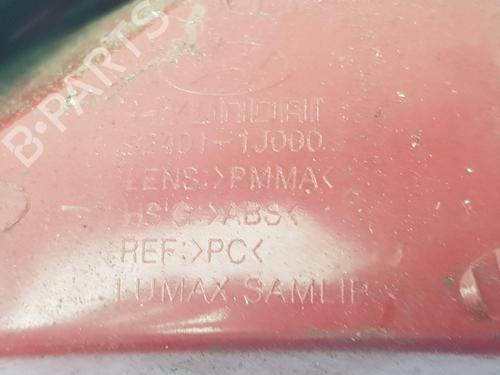 B-PARTS
HYUNDAI
92401-1J000
LENS:>PMMA<
HSG:>ABS<
REF:>PC<
LUMAX SAMLIP